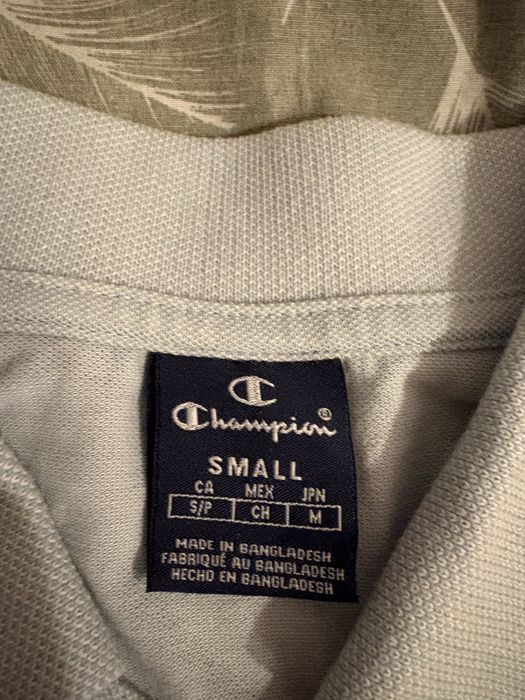 Champion®
SMALL
CA MEX JPN
S/P CH M
MADE IN BANGLADESH
FABRIQUÉ AU BANGLADESH
HECHO EN BANGLADESH